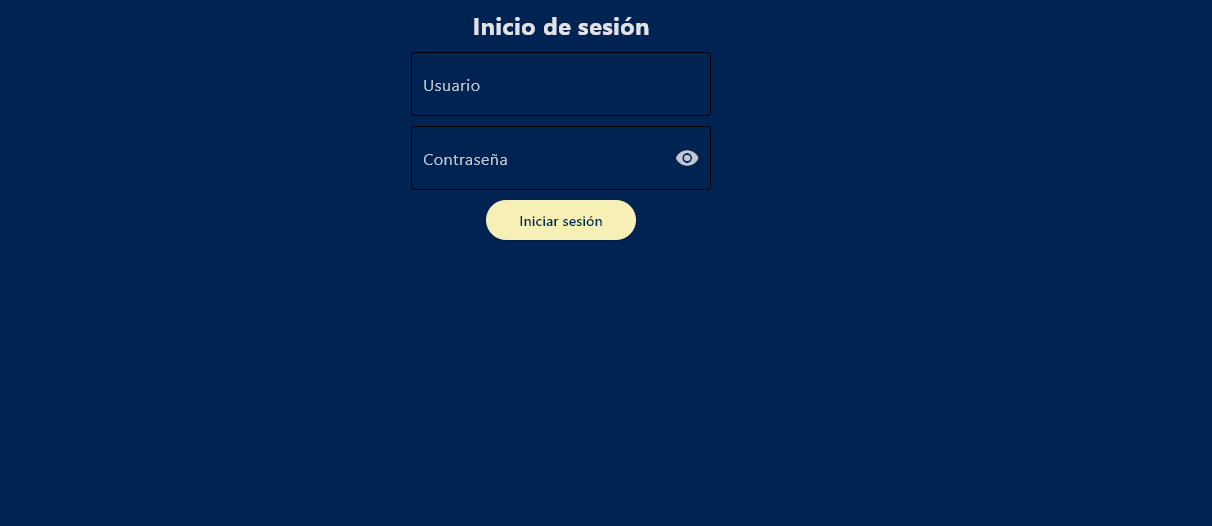 Inicio de sesión
Usuario
Contraseña
Iniciar sesión